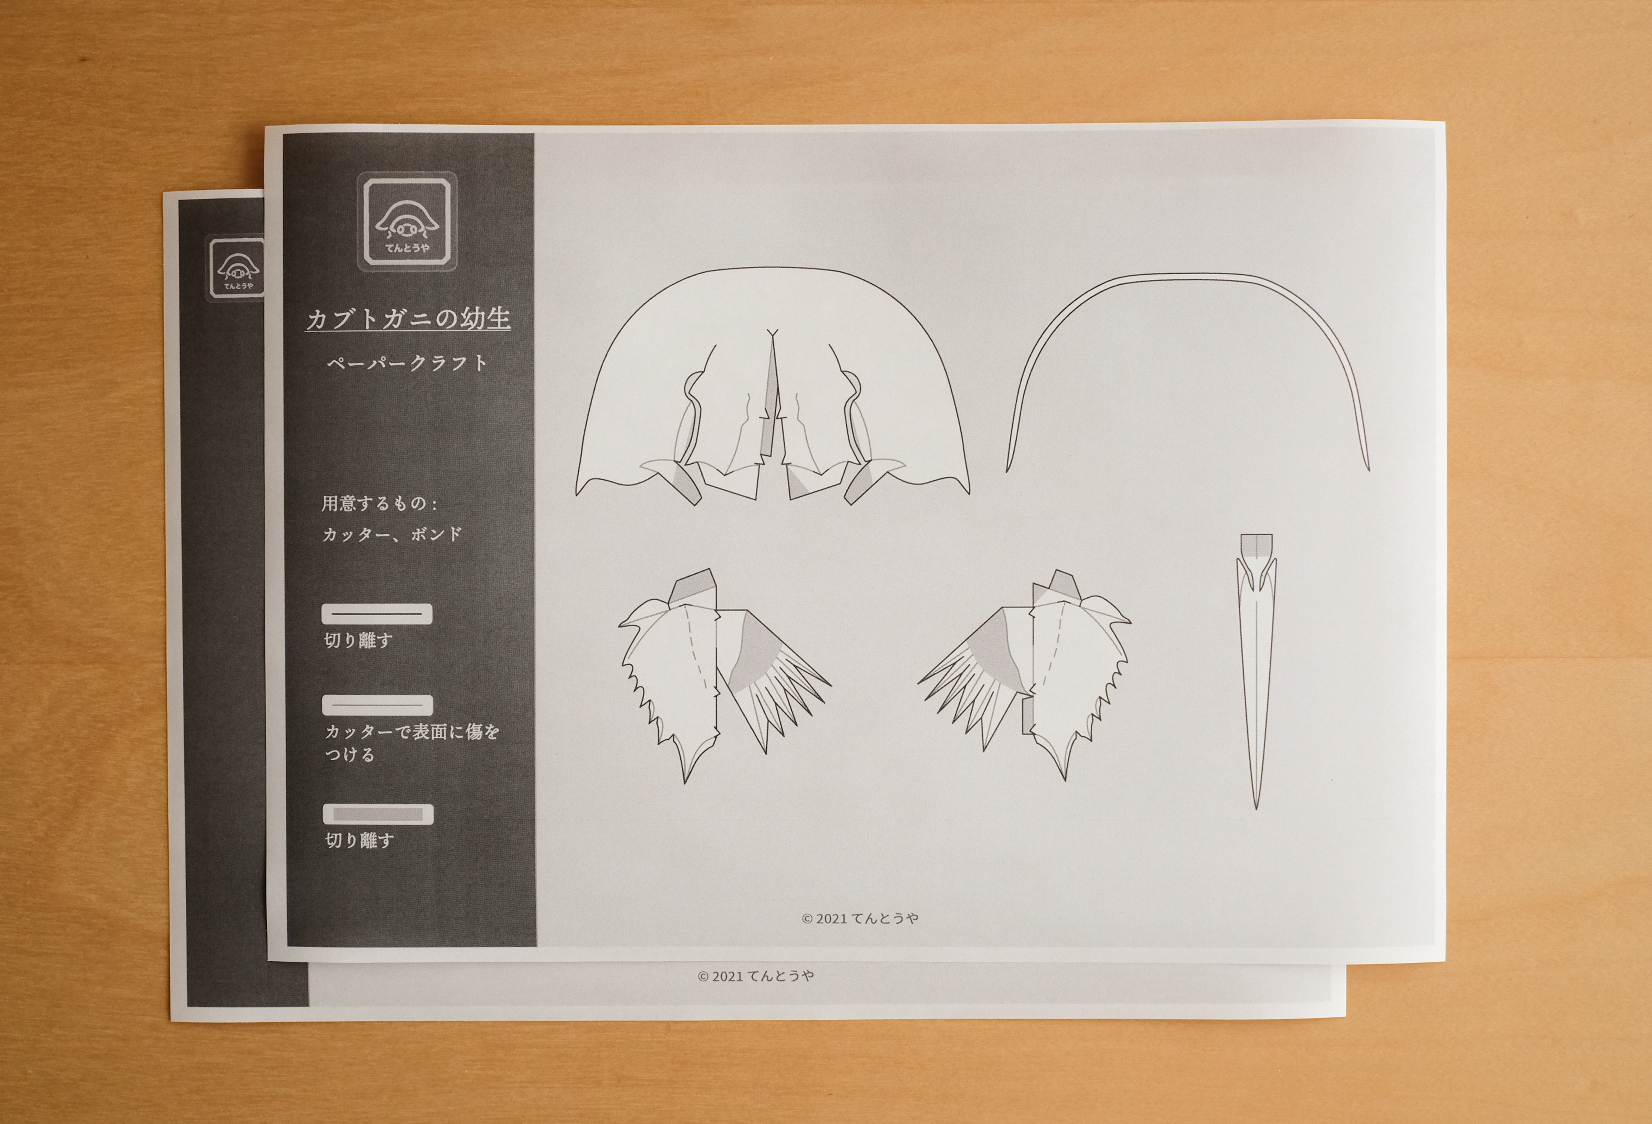 てんとうや
カブトガニの幼生
ペーパークラフト
用意するもの :
カッター、ボンド
切り離す
カッターで表面に傷を
つける
切り離す
© 2021 てんとうや
てんとうや
© 2021 てんとうや